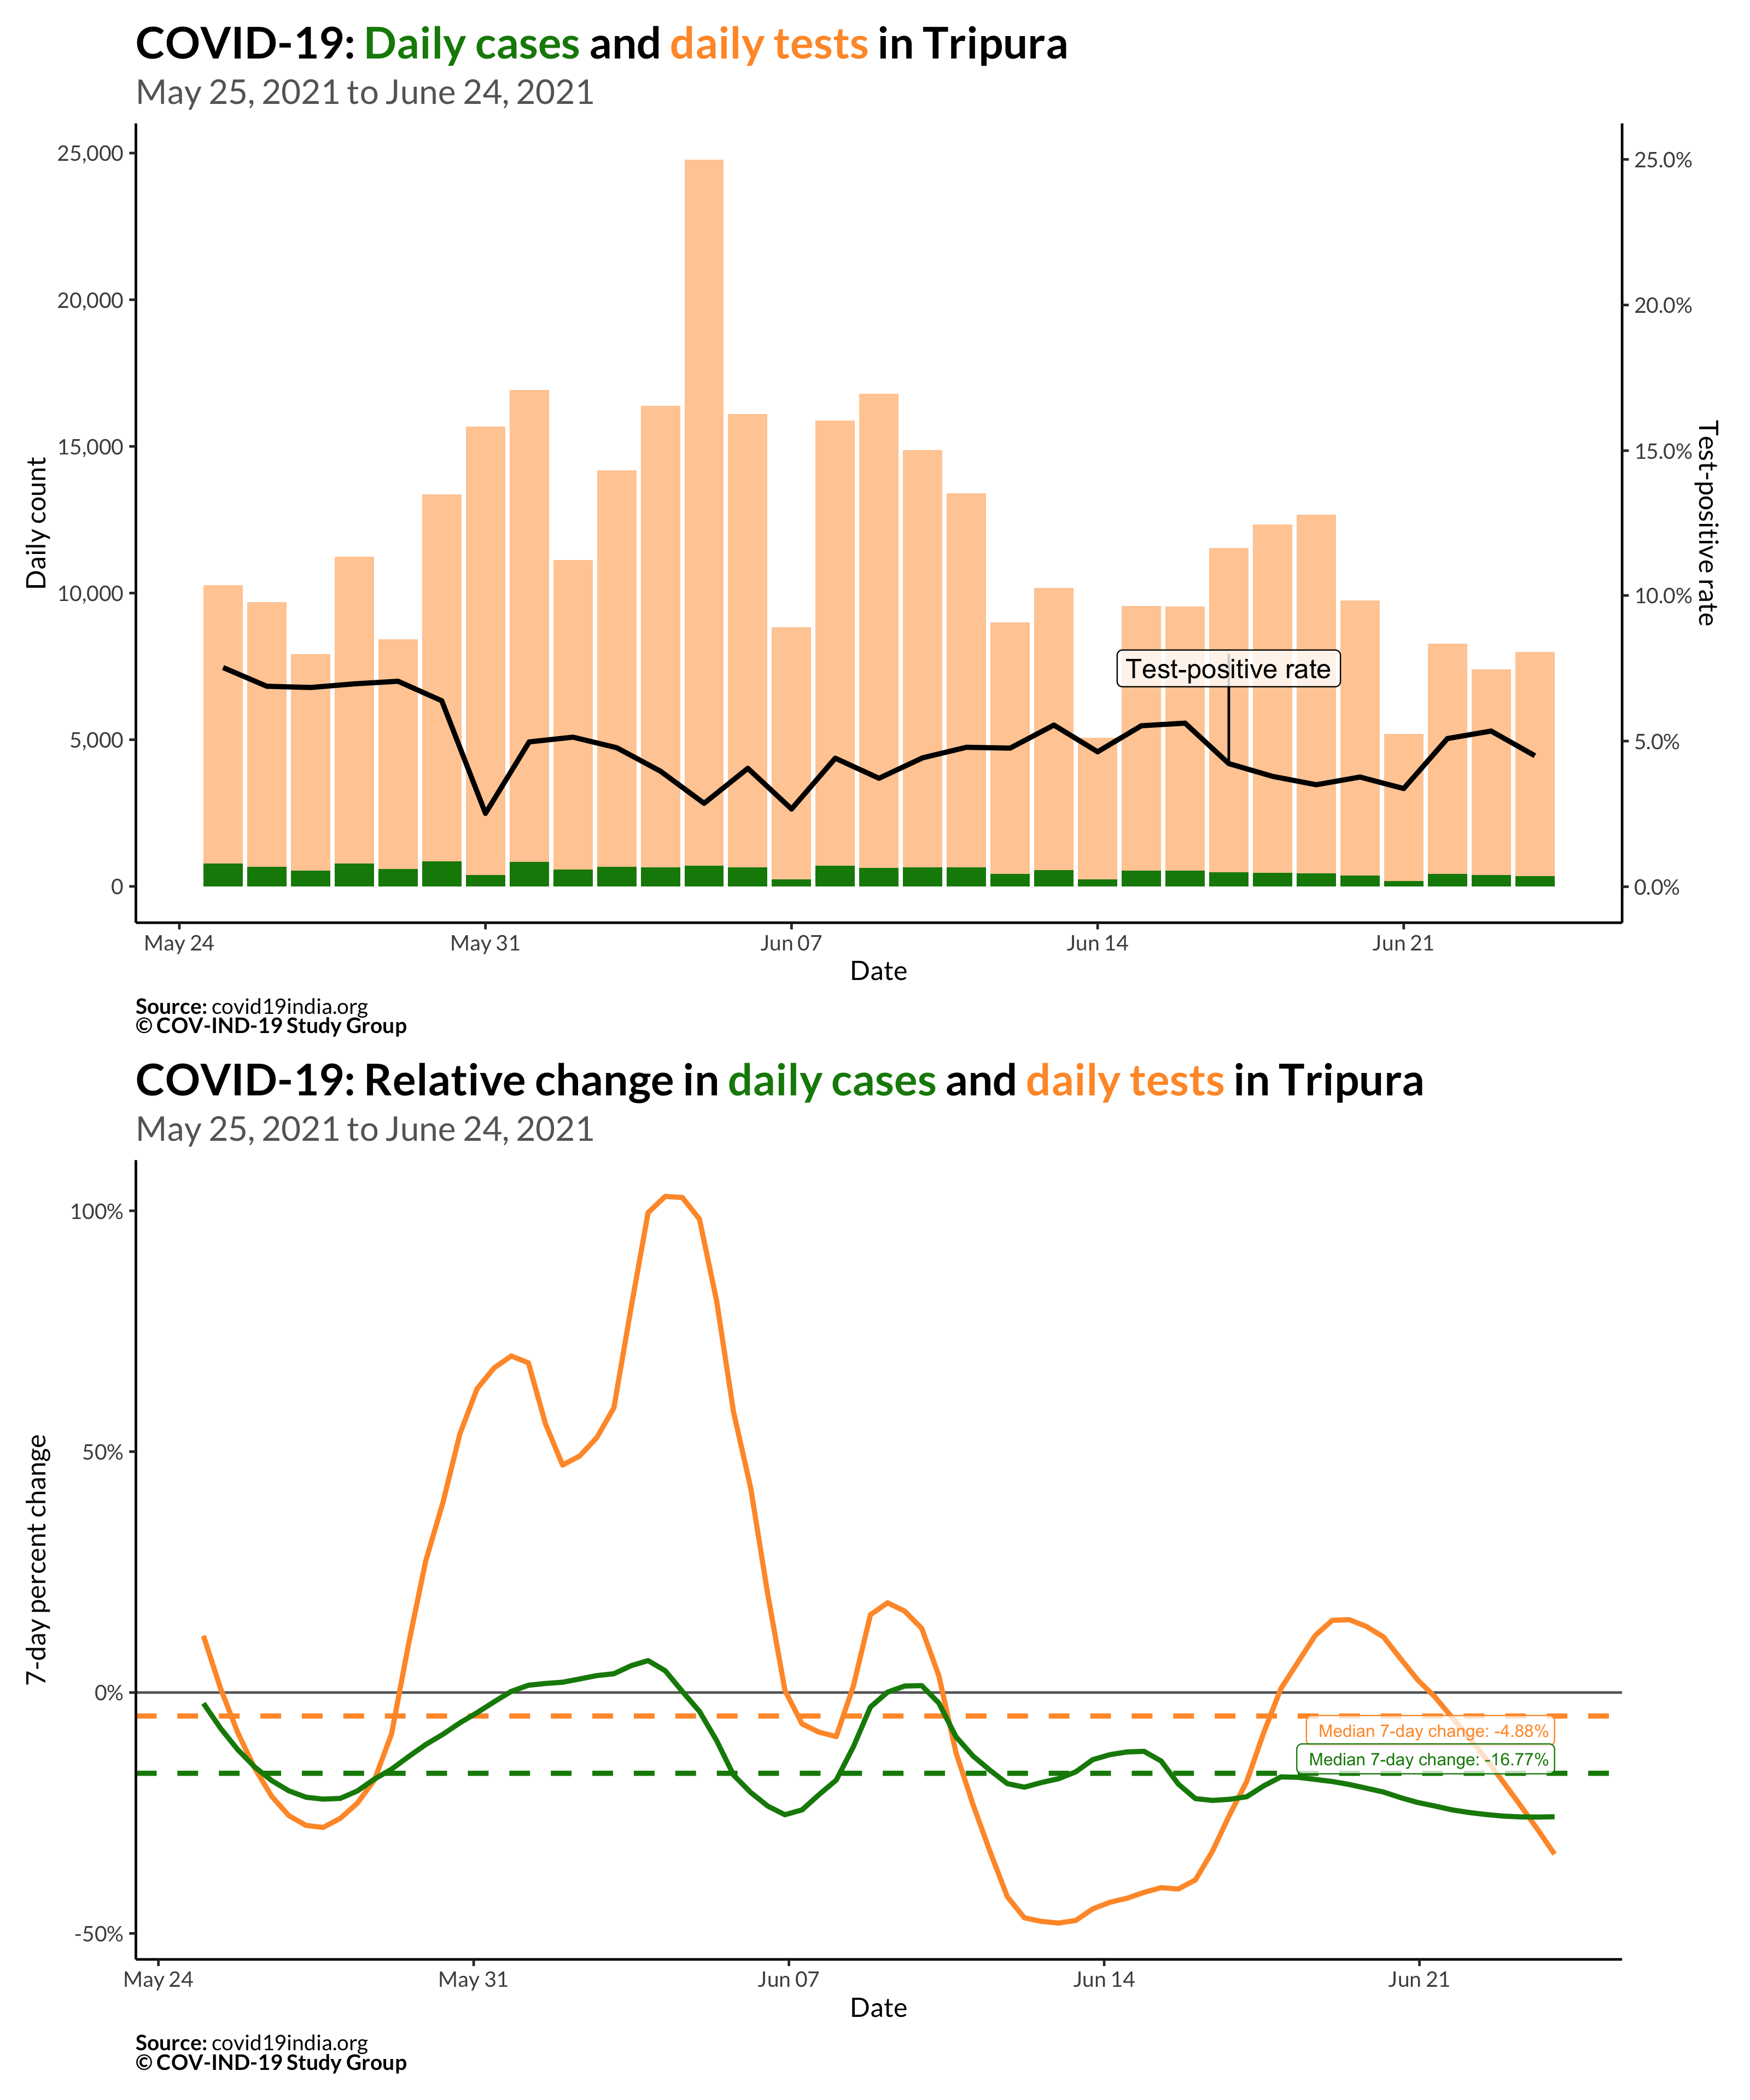 COVID-19: Daily cases and daily tests in Tripura
May 25, 2021 to June 24, 2021
25,000
20,000
15,000
10,000
5,000
0
Daily count
25.0%
20.0%
15.0%
10.0%
5.0%
0.0%
Test-positive rate
Test-positive rate
May 24
May 31
Jun 07
Jun 14
Jun 21
Date
Source: covid19india.org
© COV-IND-19 Study Group
COVID-19: Relative change in daily cases and daily tests in Tripura
May 25, 2021 to June 24, 2021
100%
50%
0%
-50%
7-day percent change
Median 7-day change: -4.88%
Median 7-day change: -16.77%
May 24
May 31
Jun 07
Jun 14
Jun 21
Date
Source: covid19india.org
© COV-IND-19 Study Group